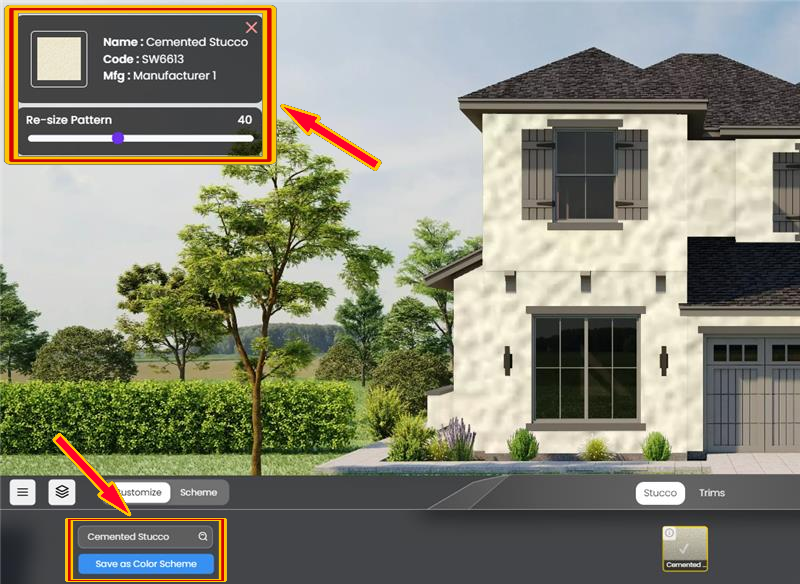 Name : Cemented Stucco
Code : SW6613
Mfg : Manufacturer 1
Re-size Pattern 40
Customize Scheme
Stucco Trims
Cemented Stucco
Save as Color Scheme
Cemented ...